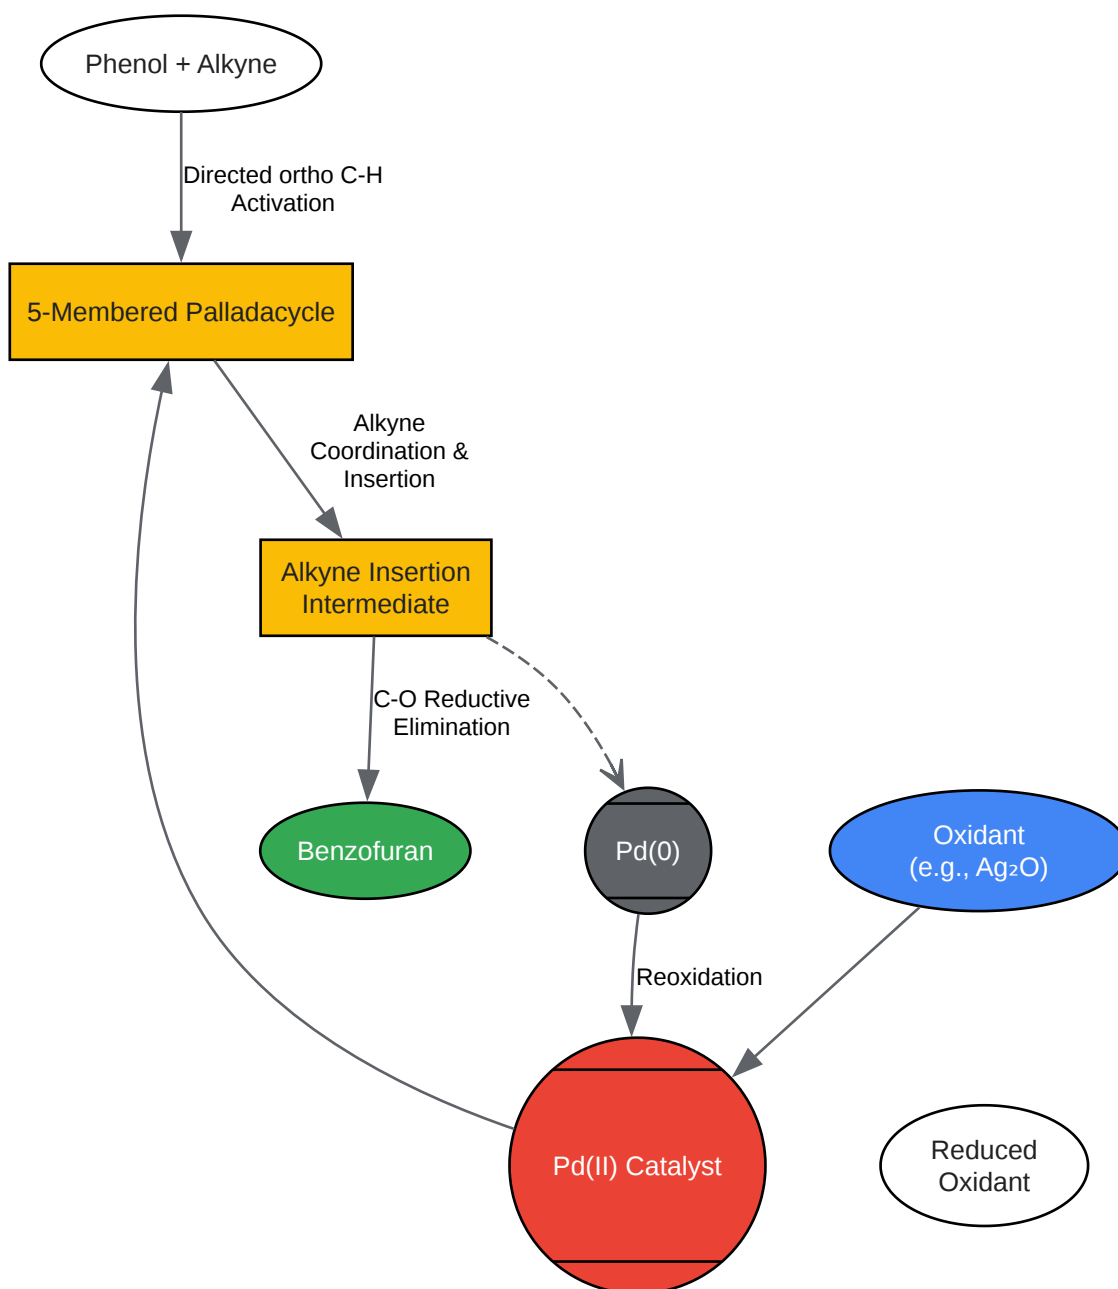 Phenol + Alkyne
Directed ortho C-H
Activation
5-Membered Palladacycle
Alkyne
Coordination &
Insertion
Alkyne Insertion
Intermediate
C-O Reductive
Elimination
Benzofuran
Pd(0)
Oxidant
(e.g., Ag₂O)
Reoxidation
Pd(II) Catalyst
Reduced
Oxidant